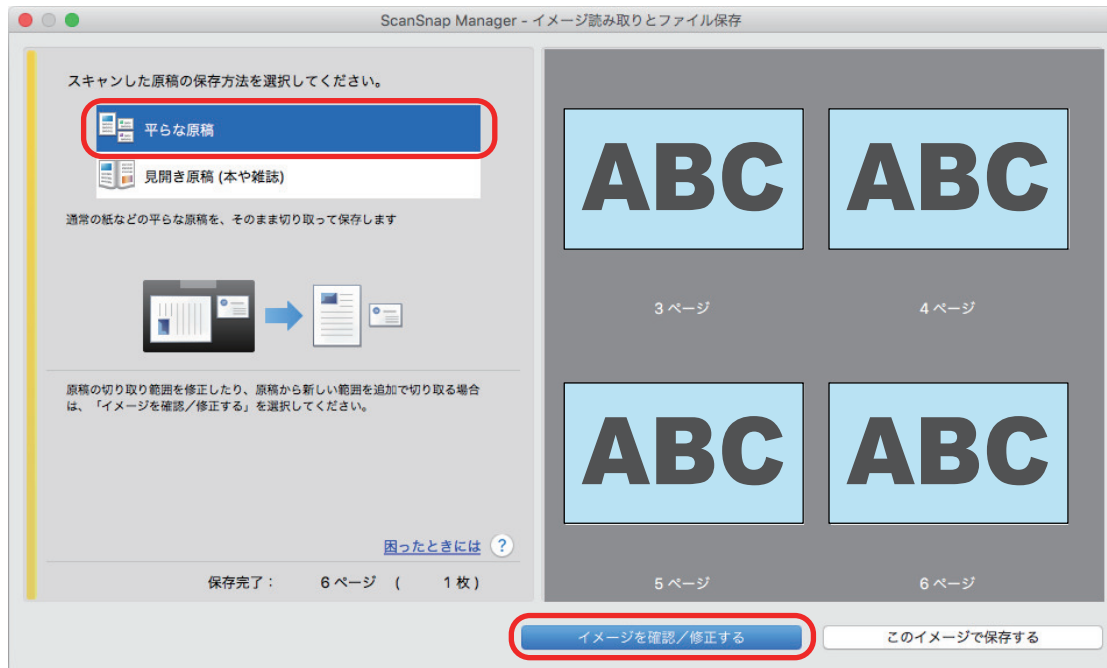 ScanSnap Manager - イメージ読み取りとファイル保存
スキャンした原稿の保存方法を選択してください。
平らな原稿
見開き原稿 (本や雑誌)
通常の紙などの平らな原稿を、そのまま切り取って保存します
原稿の切り取り範囲を修正したり、原稿から新しい範囲を追加で切り取る場合
は、「イメージを確認／修正する」を選択してください。
困ったときには ?
保存完了： 6 ページ ( 1 枚 )
ABC ABC
3 ページ 4 ページ
ABC ABC
5 ページ 6 ページ
イメージを確認／修正する このイメージで保存する